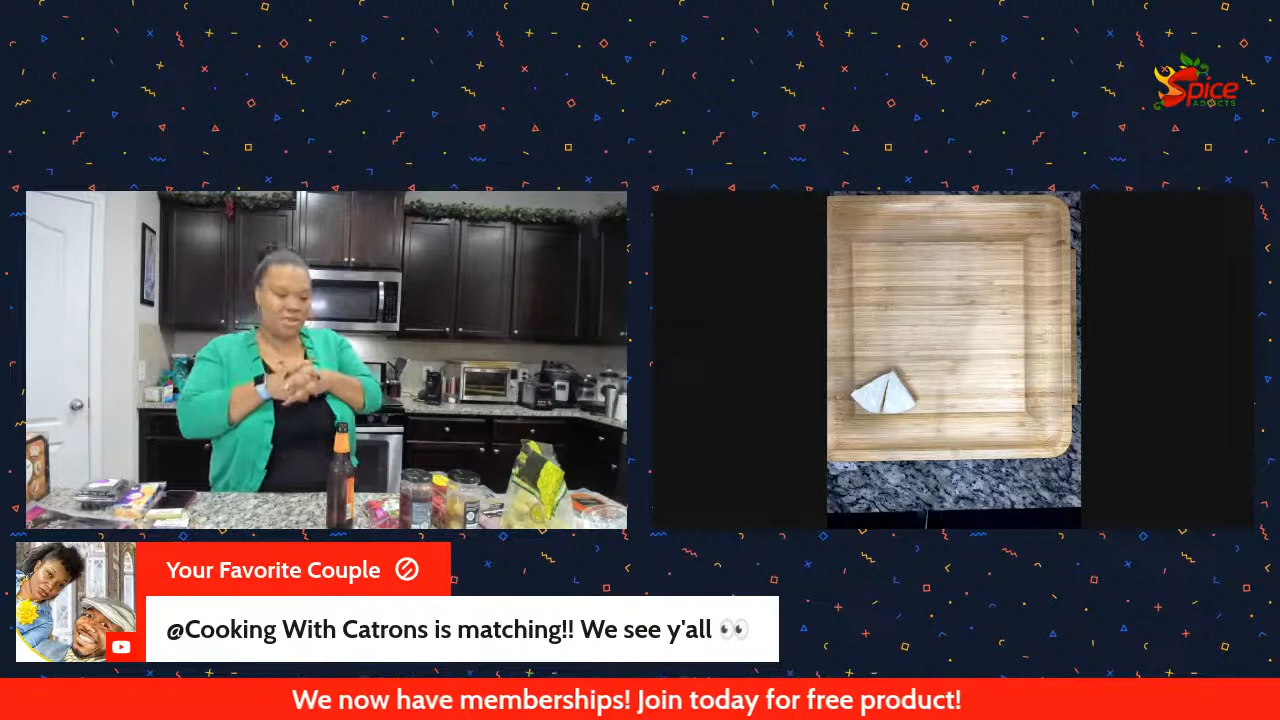 Spice
ADDICTS
Your Favorite Couple
@Cooking With Catrons is matching!! We see y'all 👀
We now have memberships! Join today for free product!